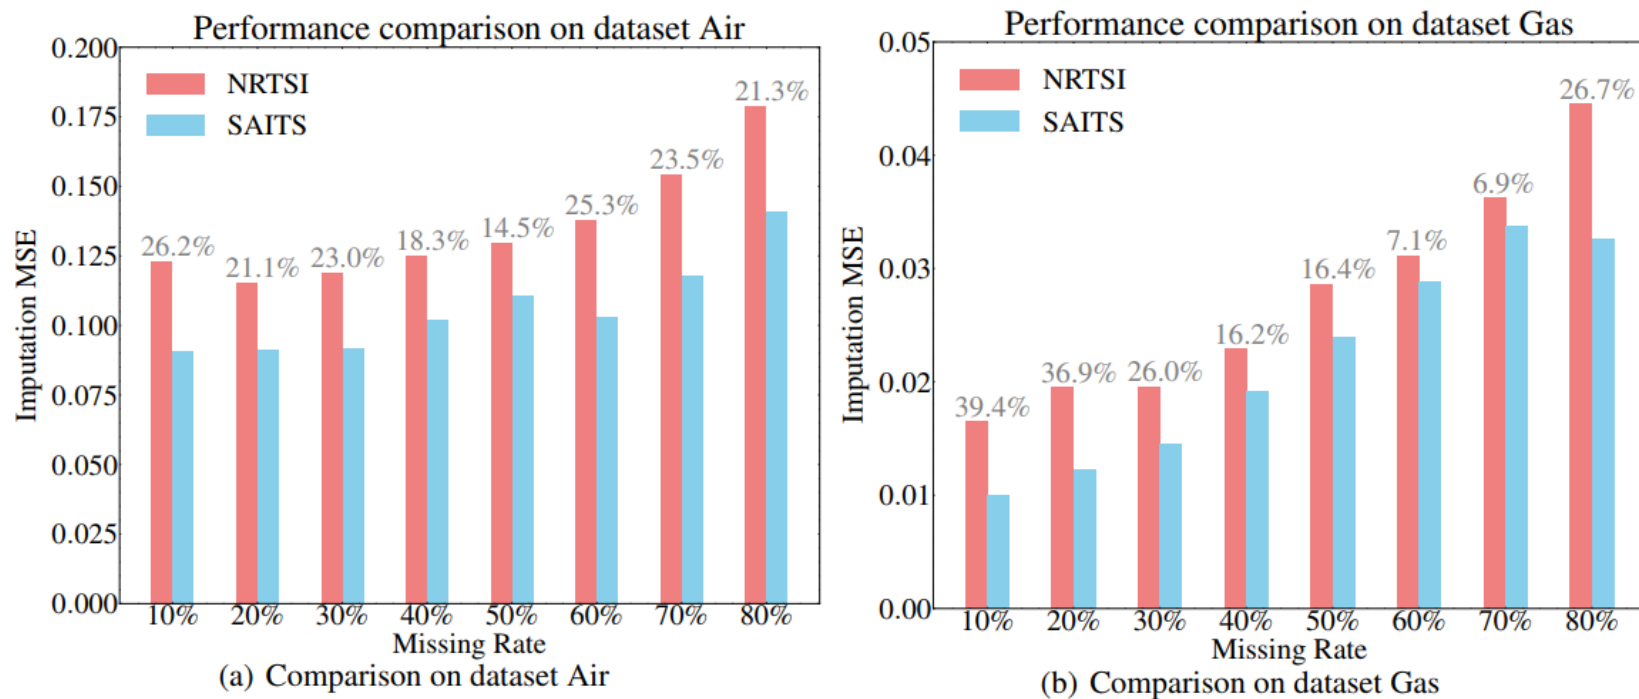 Performance comparison on dataset Air
0.200
0.175
0.150
0.125
0.100
0.075
0.050
0.025
0.000
Imputation MSE
NRTSI
SAITS
26.2%
21.1%
23.0%
18.3%
14.5%
25.3%
23.5%
21.3%
10% 20% 30% 40% 50% 60% 70% 80%
Missing Rate
(a) Comparison on dataset Air
Performance comparison on dataset Gas
0.05
0.04
0.03
0.02
0.01
0.00
Imputation MSE
NRTSI
SAITS
39.4%
36.9%
26.0%
16.2%
16.4%
7.1%
6.9%
26.7%
10% 20% 30% 40% 50% 60% 70% 80%
Missing Rate
(b) Comparison on dataset Gas